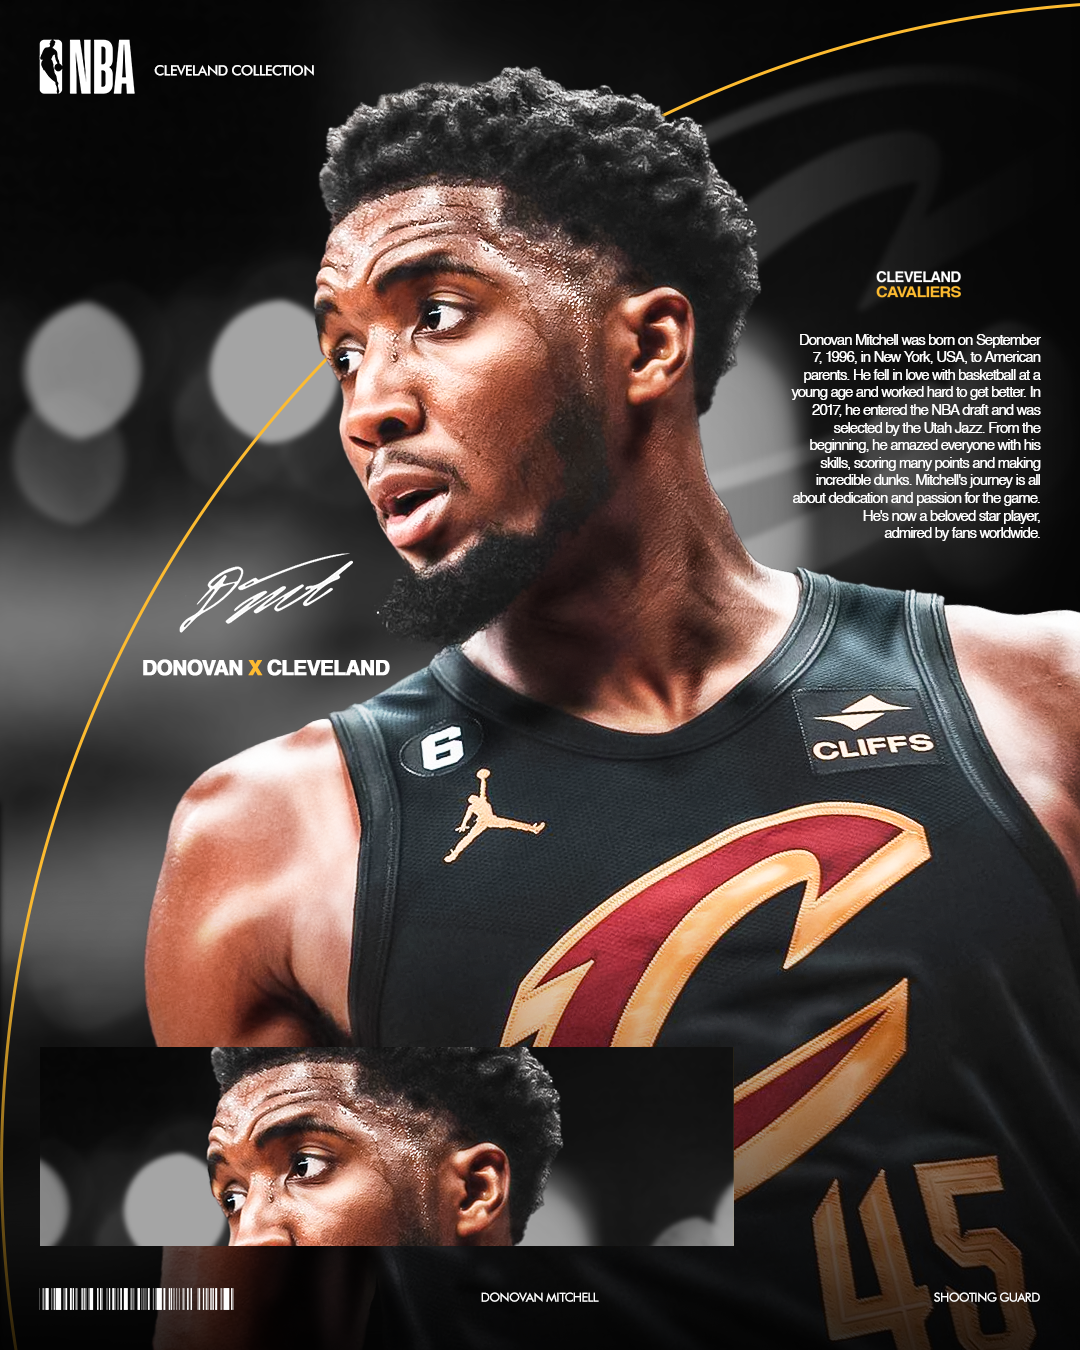 NBA CLEVELAND COLLECTION
CLEVELAND
CAVALIERS
Donovan Mitchell was born on September
7, 1996, in New York, USA, to American
parents. He fell in love with basketball at a
young age and worked hard to get better. In
2017, he entered the NBA draft and was
selected by the Utah Jazz. From the
beginning, he amazed everyone with his
skills, scoring many points and making
incredible dunks. Mitchell's journey is all
about dedication and passion for the game.
He's now a beloved star player,
admired by fans worldwide.
DONOVAN X CLEVELAND
6
CLIFFS
C
45
DONOVAN MITCHELL
SHOOTING GUARD